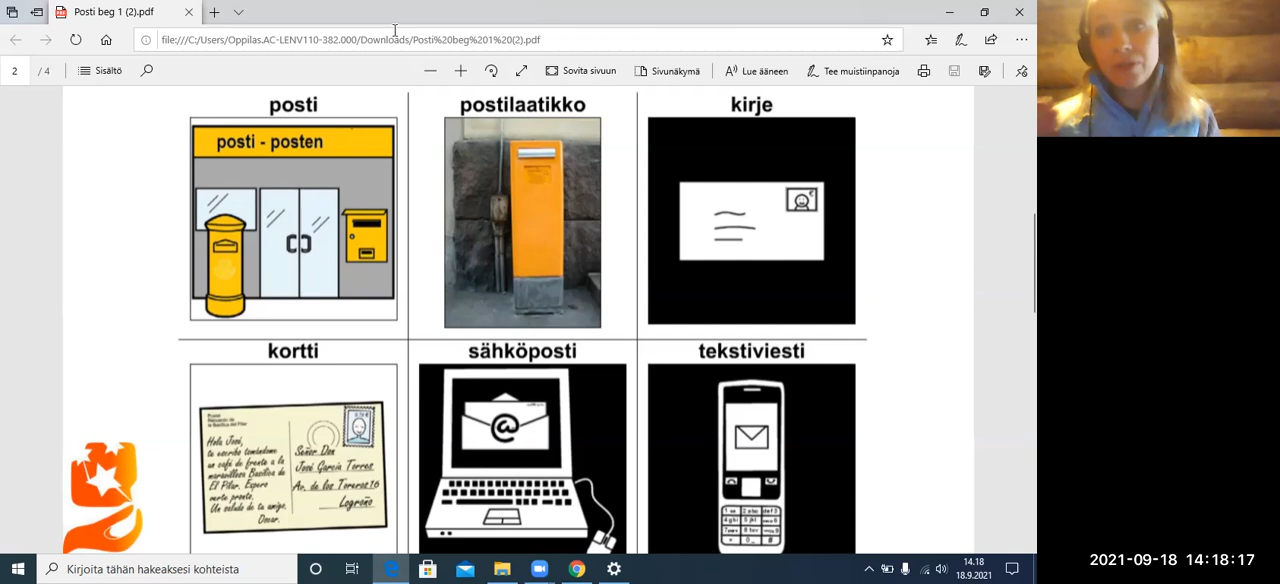 Posti beg 1 (2).pdf
file:///C:/Users/Oppilas.AC-LENV110-382.000/Downloads/Posti%20beg%201%20(2).pdf
2 / 4 Sisältö Sovita sivuun Sivunäkymä Lue ääneen Tee muistiinpanoja
posti postilaatikko kirje
posti - posten
kortti sähköposti tekstiviesti
Hola José,
te escribo tomándome
un café de frente a la
maravillosa Basílica de
El Pilar. Espero
verte pronto.
Un saludo de tu amigo,
Oscar.
Señor Don
José García Torres
Av. de los Toreros 16
Logroño
@
Kirjoita tähän hakeaksesi kohteista
14.18
18.9.2021
2021-09-18 14:18:17